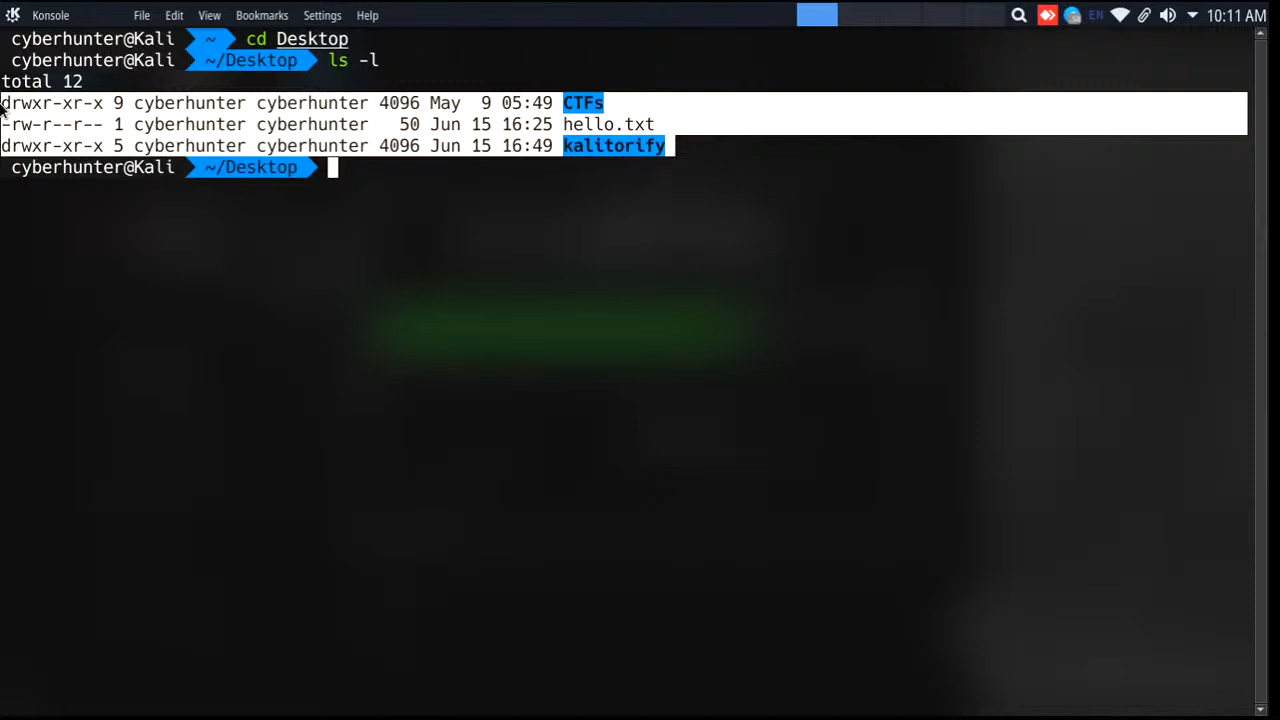 Konsole File Edit View Bookmarks Settings Help EN 10:11 AM
cyberhunter@Kali ~ cd Desktop
cyberhunter@Kali ~/Desktop ls -l
total 12
drwxr-xr-x 9 cyberhunter cyberhunter 4096 May  9 05:49 CTFs
-rw-r--r-- 1 cyberhunter cyberhunter   50 Jun 15 16:25 hello.txt
drwxr-xr-x 5 cyberhunter cyberhunter 4096 Jun 15 16:49 kalitorify
cyberhunter@Kali ~/Desktop